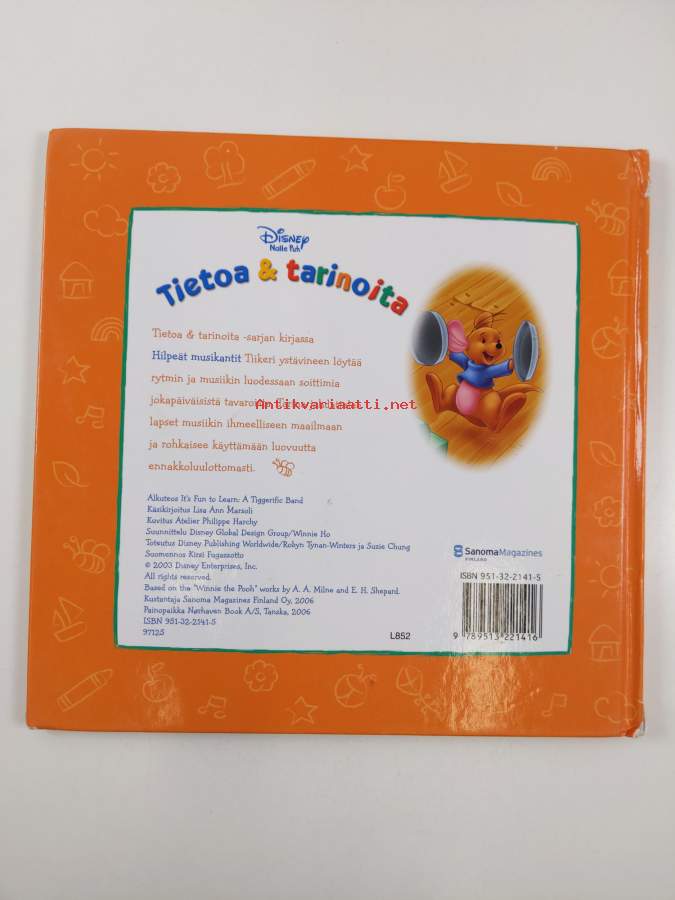 Disney
Nalle Puh
Tietoa & tarinoita
Tietoa & tarinoita -sarjan kirjassa
Hilpeät musikantit Tiikeri ystävineen löytää
rytmin ja musiikin luodessaan soittimia
jokapäiväisistä tavaroista.
Antikvariaatti.net
lapset musiikin ihmeelliseen maailmaan
ja rohkaisee käyttämään luovuutta
ennakkoluulottomasti.
Alkuteos It's Fun to Learn: A Tiggerific Band
Käsikirjoitus Lisa Ann Marsoli
Kuvitus Atelier Philippe Harchy
Suunnittelu Disney Global Design Group/Winnie Ho
Toteutus Disney Publishing Worldwide/Robyn Tynan-Winters ja Susie Chung
Suomennos Kirsi Fugazzotto
© 2003 Disney Enterprises, Inc.
All rights reserved.
Based on the "Winnie the Pooh" works by A. A. Milne and E. H. Shepard.
Kustantaja Sanoma Magazines Finland Oy, 2006
Painopaikka Nørhaven Book A/S, Tanska, 2006
ISBN 951-32-2141-5
97125
L852
SanomaMagazines
FINLAND
ISBN 951-32-2141-5
9 789513 221416